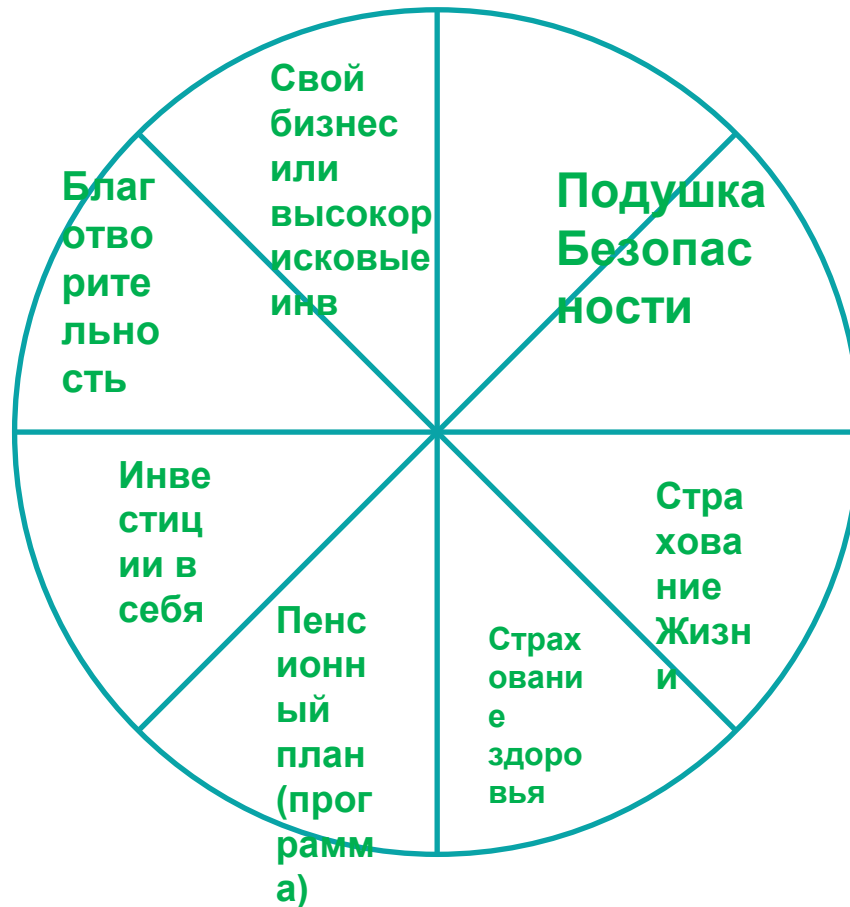 Свой
бизнес
или
высокор
исковые
инв
Подушка
Безопас
ности
Благ
отво
рите
льно
сть
Инве
стиц
ии в
себя
Стра
хова
ние
Жизн
и
Пенс
ионн
ый
план
(прог
рамм
а)
Страх
овани
е
здоро
вья